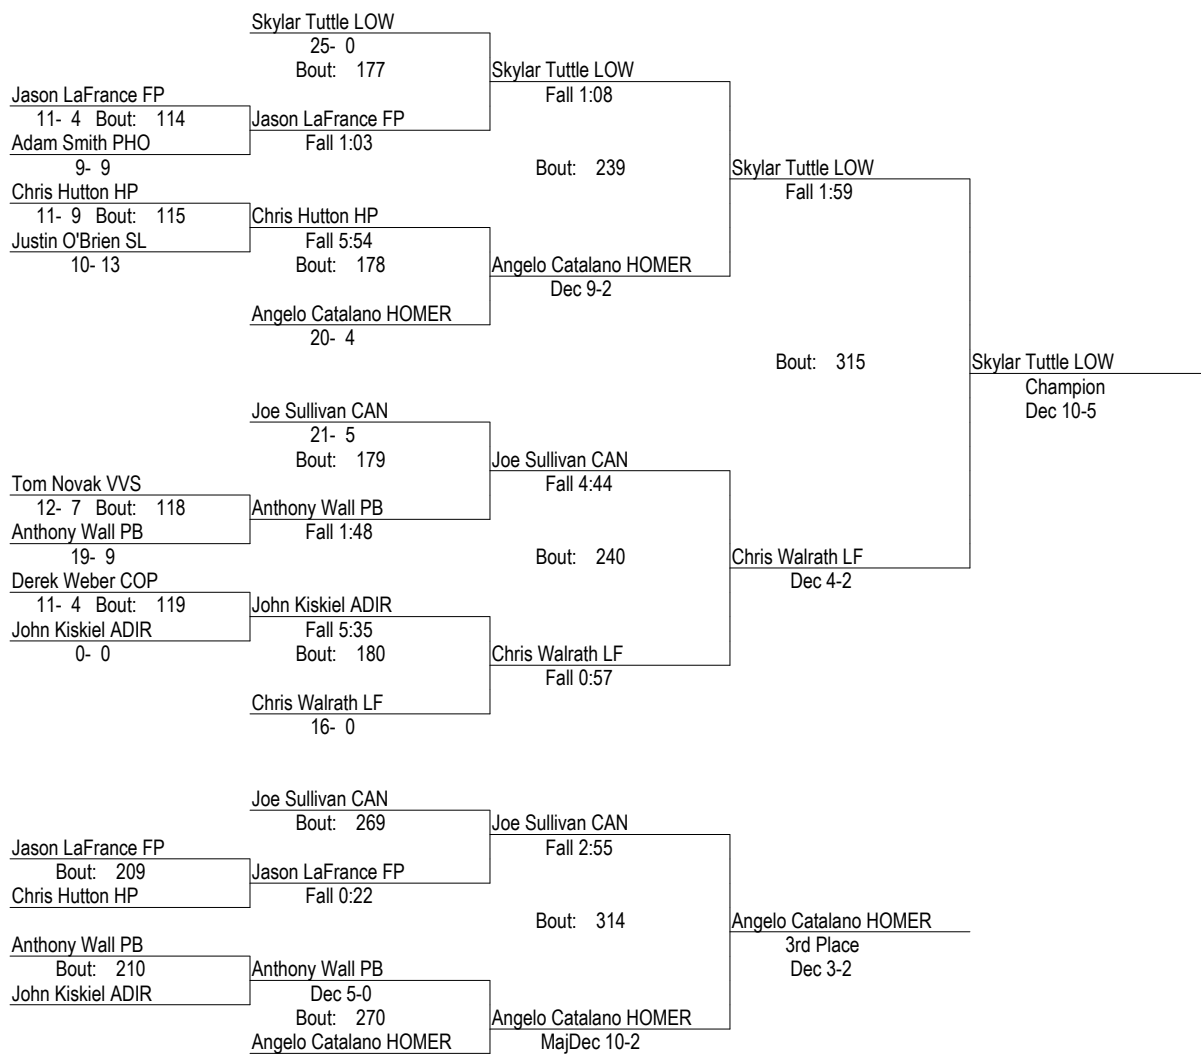 Skylar Tuttle LOW
25- 0
Bout: 177
Skylar Tuttle LOW
Jason LaFrance FP
Fall 1:08
11- 4 Bout: 114
Jason LaFrance FP
Adam Smith PHO
Fall 1:03
9- 9
Bout: 239
Skylar Tuttle LOW
Chris Hutton HP
Fall 1:59
11- 9 Bout: 115
Chris Hutton HP
Justin O'Brien SL
Fall 5:54
10- 13
Bout: 178
Angelo Catalano HOMER
Dec 9-2
Angelo Catalano HOMER
20- 4
Bout: 315
Skylar Tuttle LOW
Champion
Dec 10-5
Joe Sullivan CAN
21- 5
Bout: 179
Joe Sullivan CAN
Tom Novak VVS
Fall 4:44
12- 7 Bout: 118
Anthony Wall PB
Anthony Wall PB
Fall 1:48
19- 9
Bout: 240
Chris Walrath LF
Derek Weber COP
Dec 4-2
11- 4 Bout: 119
John Kiskiel ADIR
John Kiskiel ADIR
Fall 5:35
0- 0
Bout: 180
Chris Walrath LF
Fall 0:57
Chris Walrath LF
16- 0
Joe Sullivan CAN
Bout: 269
Joe Sullivan CAN
Jason LaFrance FP
Fall 2:55
Bout: 209
Jason LaFrance FP
Chris Hutton HP
Fall 0:22
Bout: 314
Angelo Catalano HOMER
Anthony Wall PB
3rd Place
Bout: 210
Anthony Wall PB
Dec 3-2
John Kiskiel ADIR
Dec 5-0
Bout: 270
Angelo Catalano HOMER
Angelo Catalano HOMER
MajDec 10-2